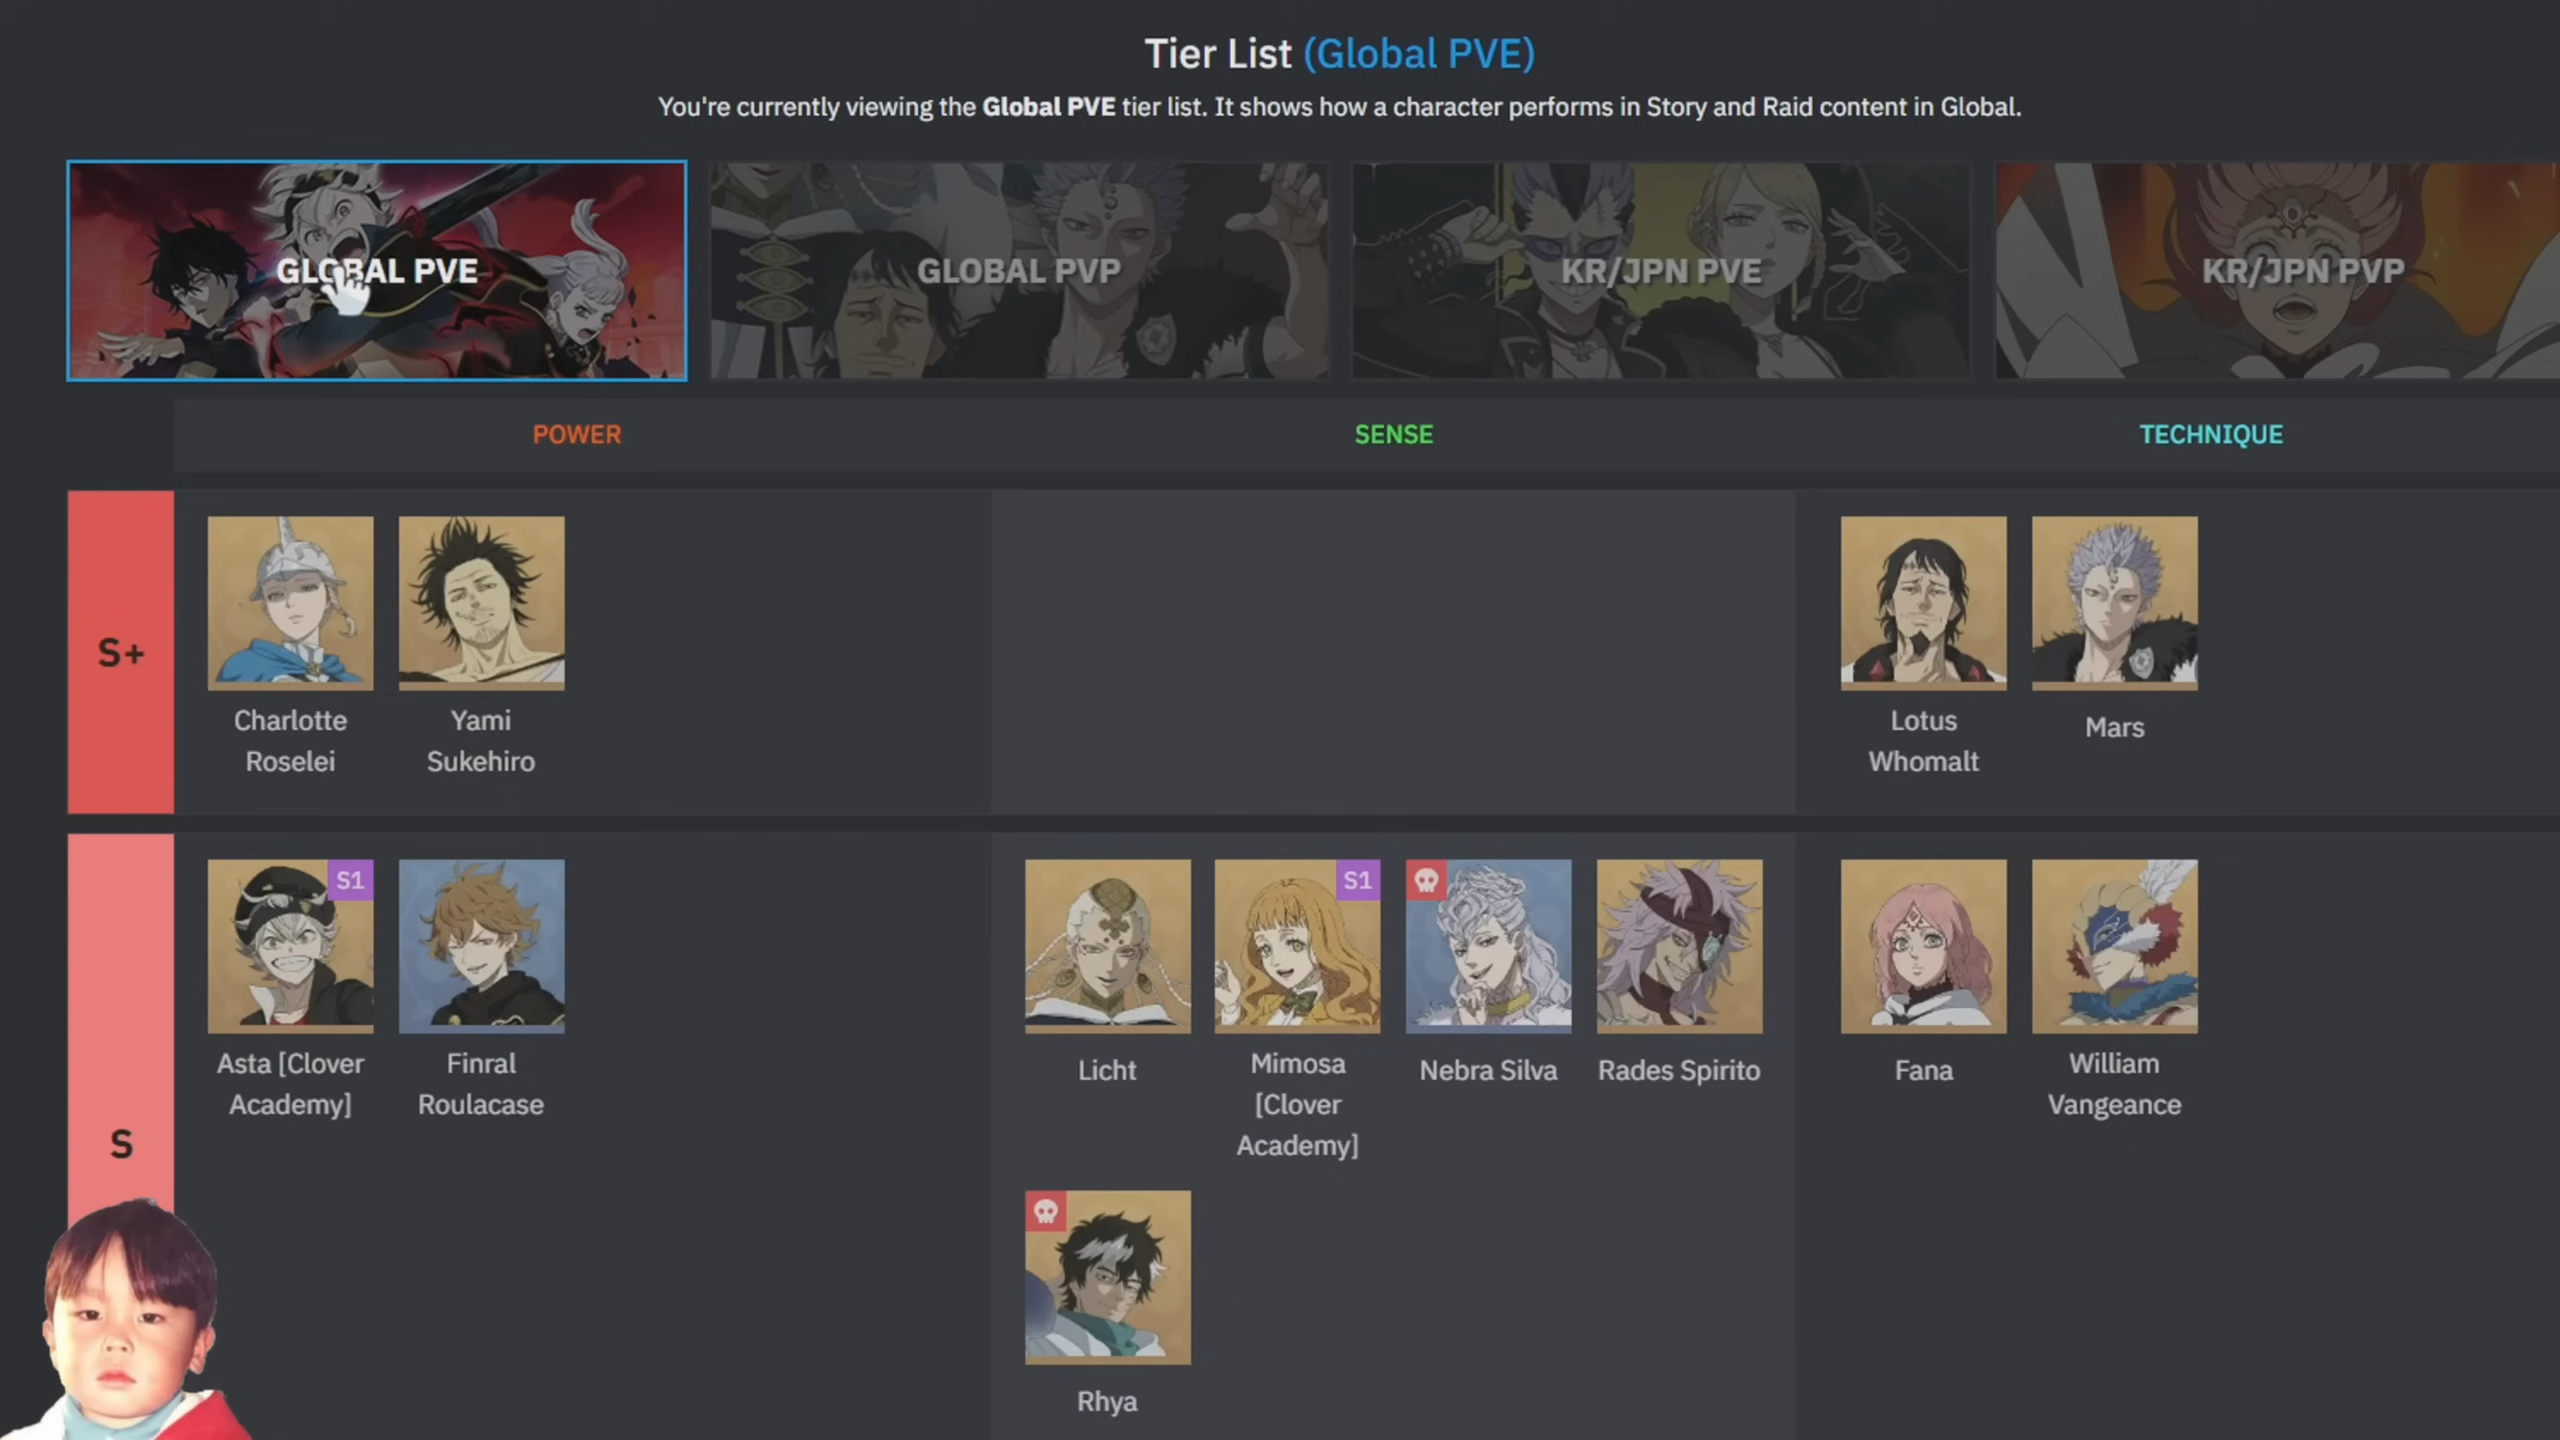 Tier List (Global PVE)
You're currently viewing the Global PVE tier list. It shows how a character performs in Story and Raid content in Global.
GLOBAL PVE
GLOBAL PVP
KR/JPN PVE
KR/JPN PVP
POWER
SENSE
TECHNIQUE
S+
Charlotte
Roselei
Yami
Sukehiro
Lotus
Whomalt
Mars
S
S1
Asta [Clover
Academy]
Finral
Roulacase
Licht
S1
Mimosa
[Clover
Academy]
Nebra Silva
Rades Spirito
Fana
William
Vangeance
Rhya